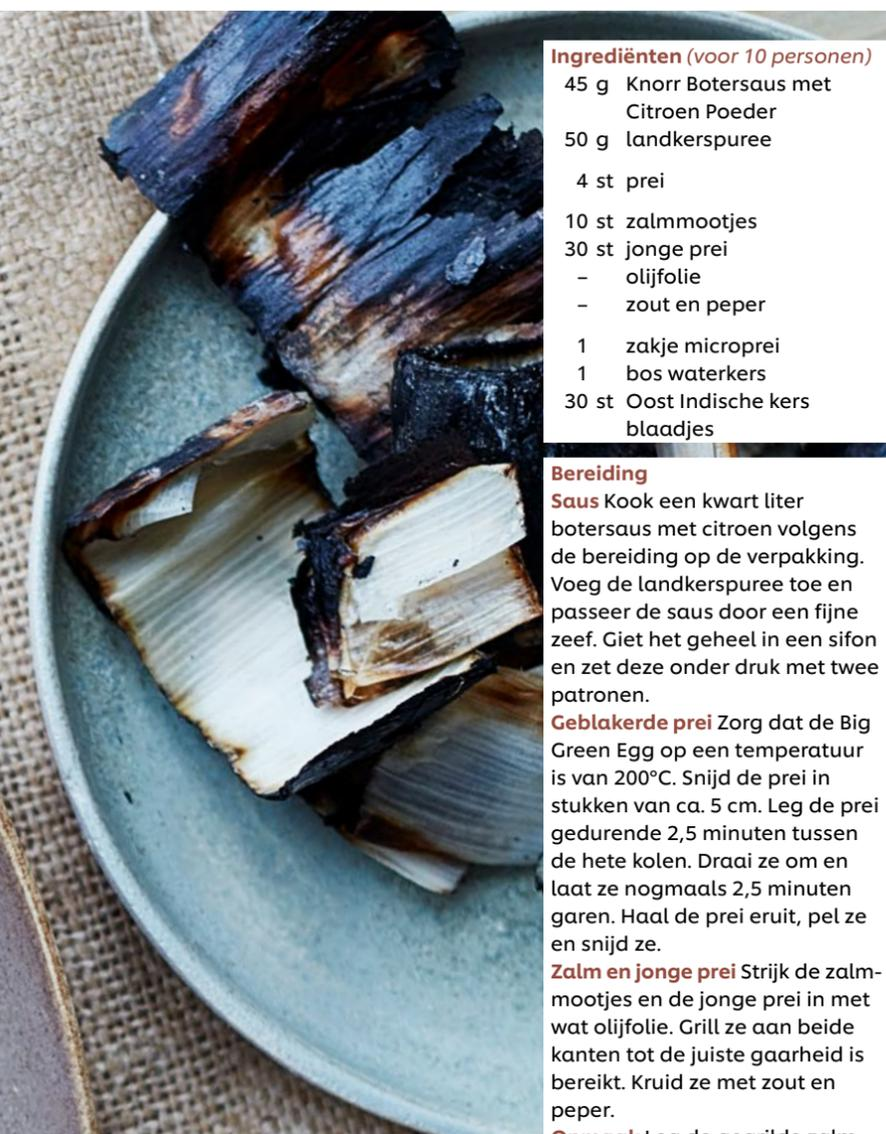 Ingrediënten (voor 10 personen)
45 g Knorr Botersaus met
Citroen Poeder
50 g landkerspuree
4 st prei
10 st zalmmootjes
30 st jonge prei
– olijfolie
– zout en peper
1 zakje microprei
1 bos waterkers
30 st Oost Indische kers
blaadjes
Bereiding
Saus Kook een kwart liter
botersaus met citroen volgens
de bereiding op de verpakking.
Voeg de landkerspuree toe en
passeer de saus door een fijne
zeef. Giet het geheel in een sifon
en zet deze onder druk met twee
patronen.
Geblakerde prei Zorg dat de Big
Green Egg op een temperatuur
is van 200°C. Snijd de prei in
stukken van ca. 5 cm. Leg de prei
gedurende 2,5 minuten tussen
de hete kolen. Draai ze om en
laat ze nogmaals 2,5 minuten
garen. Haal de prei eruit, pel ze
en snijd ze.
Zalm en jonge prei Strijk de zalm-
mootjes en de jonge prei in met
wat olijfolie. Grill ze aan beide
kanten tot de juiste gaarheid is
bereikt. Kruid ze met zout en
peper.